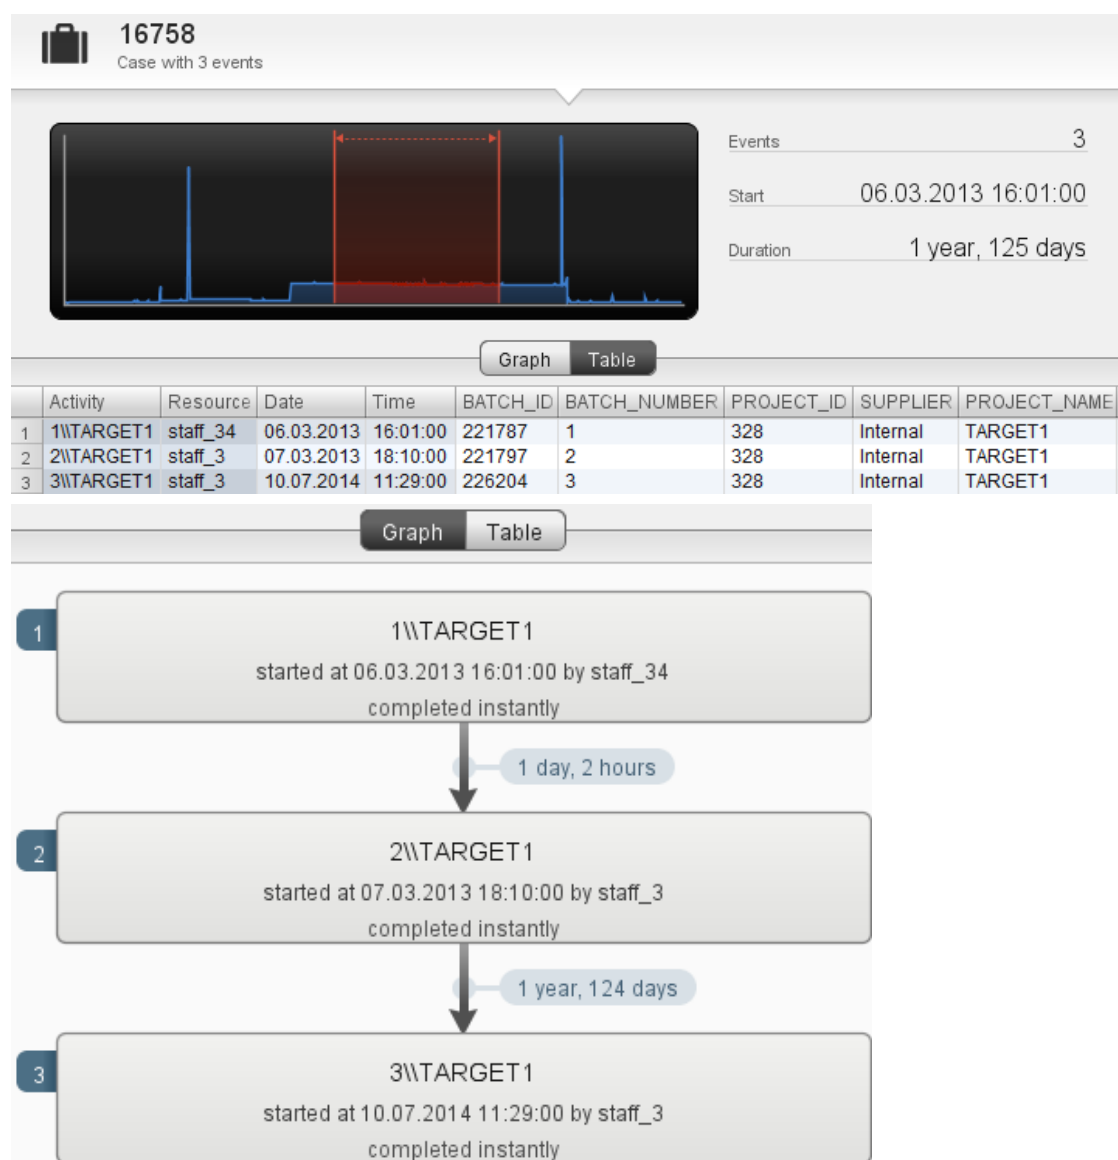 16758
Case with 3 events
Events 3
Start 06.03.2013 16:01:00
Duration 1 year, 125 days
Graph Table
Activity Resource Date Time BATCH_ID BATCH_NUMBER PROJECT_ID SUPPLIER PROJECT_NAME
1 1\\TARGET1 staff_34 06.03.2013 16:01:00 221787 1 328 Internal TARGET1
2 2\\TARGET1 staff_3 07.03.2013 18:10:00 221797 2 328 Internal TARGET1
3 3\\TARGET1 staff_3 10.07.2014 11:29:00 226204 3 328 Internal TARGET1
Graph Table
1
1\\TARGET1
started at 06.03.2013 16:01:00 by staff_34
completed instantly
1 day, 2 hours
2
2\\TARGET1
started at 07.03.2013 18:10:00 by staff_3
completed instantly
1 year, 124 days
3
3\\TARGET1
started at 10.07.2014 11:29:00 by staff_3
completed instantly